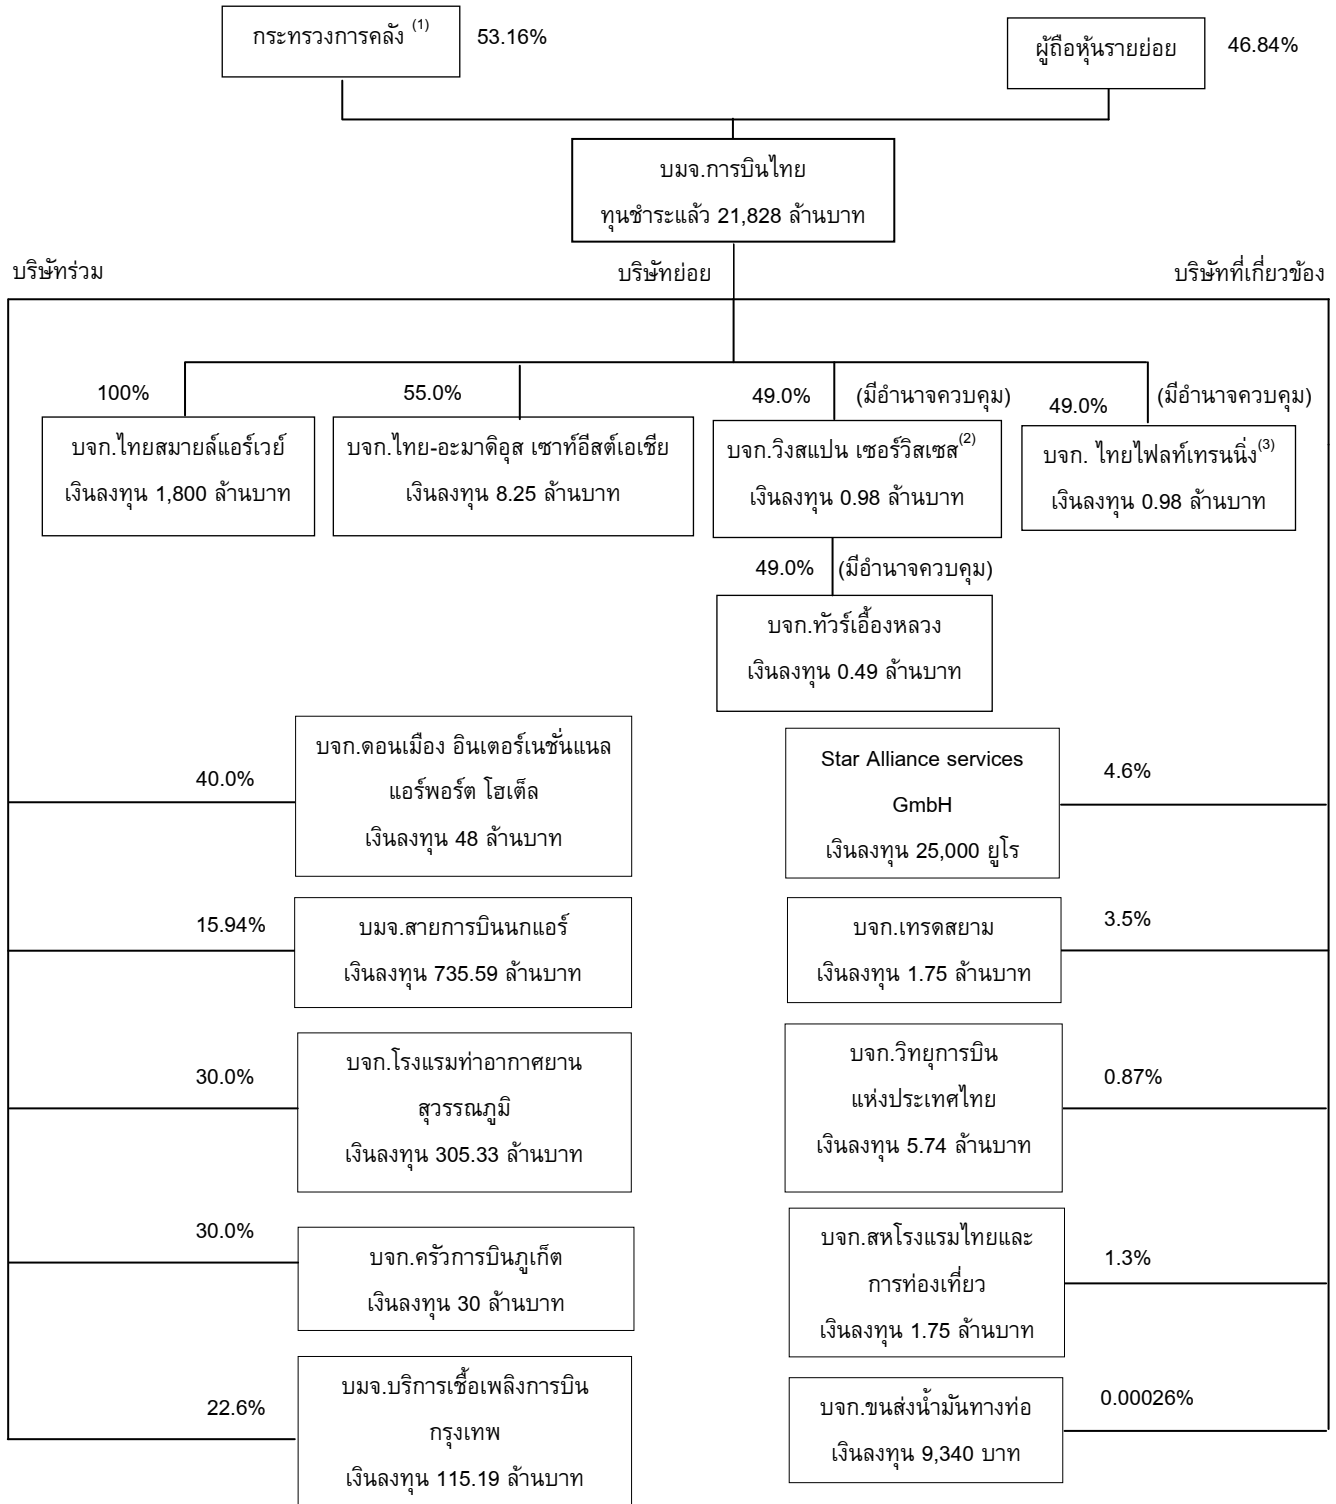 กระทรวงการคลัง (1) 53.16%
ผู้ถือหุ้นรายย่อย 46.84%
บมจ.การบินไทย
ทุนชำระแล้ว 21,828 ล้านบาท
บริษัทร่วม
บริษัทย่อย
บริษัทที่เกี่ยวข้อง
100%
บจก.ไทยสมายล์แอร์เวย์
เงินลงทุน 1,800 ล้านบาท
55.0%
บจก.ไทย-อะมาดิอุส เซาท์อีสต์เอเชีย
เงินลงทุน 8.25 ล้านบาท
49.0% (มีอำนาจควบคุม)
บจก.วิงสแปน เซอร์วิสเซส(2)
เงินลงทุน 0.98 ล้านบาท
49.0% (มีอำนาจควบคุม)
บจก. ไทยไฟลท์เทรนนิ่ง(3)
เงินลงทุน 0.98 ล้านบาท
49.0% (มีอำนาจควบคุม)
บจก.ทัวร์เอื้องหลวง
เงินลงทุน 0.49 ล้านบาท
40.0%
บจก.ดอนเมือง อินเตอร์เนชั่นแนล
แอร์พอร์ต โฮเต็ล
เงินลงทุน 48 ล้านบาท
15.94%
บมจ.สายการบินนกแอร์
เงินลงทุน 735.59 ล้านบาท
30.0%
บจก.โรงแรมท่าอากาศยาน
สุวรรณภูมิ
เงินลงทุน 305.33 ล้านบาท
30.0%
บจก.ครัวการบินภูเก็ต
เงินลงทุน 30 ล้านบาท
22.6%
บมจ.บริการเชื้อเพลิงการบิน
กรุงเทพ
เงินลงทุน 115.19 ล้านบาท
Star Alliance services
GmbH
เงินลงทุน 25,000 ยูโร
4.6%
บจก.เทรดสยาม
เงินลงทุน 1.75 ล้านบาท
3.5%
บจก.วิทยุการบิน
แห่งประเทศไทย
เงินลงทุน 5.74 ล้านบาท
0.87%
บจก.สหโรงแรมไทยและ
การท่องเที่ยว
เงินลงทุน 1.75 ล้านบาท
1.3%
บจก.ขนส่งน้ำมันทางท่อ
เงินลงทุน 9,340 บาท
0.00026%